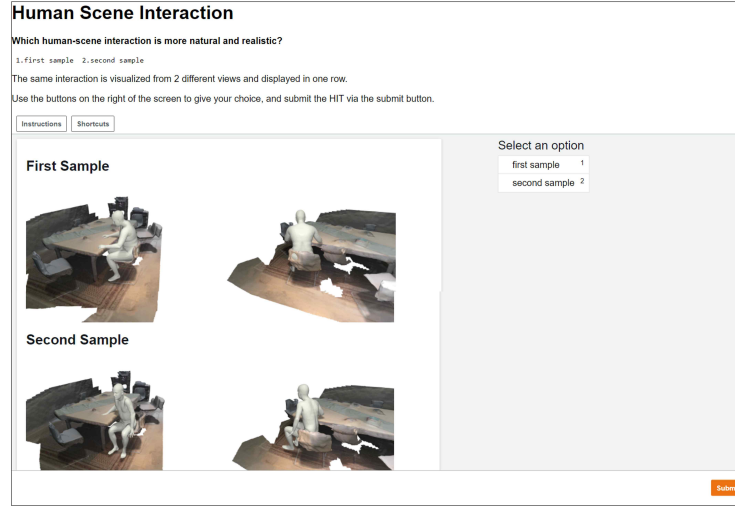 Human Scene Interaction
Which human-scene interaction is more natural and realistic?
1.first sample 2.second sample
The same interaction is visualized from 2 different views and displayed in one row.
Use the buttons on the right of the screen to give your choice, and submit the HIT via the submit button.
Instructions Shortcuts
Select an option
first sample 1
second sample 2
First Sample
Second Sample
Subm